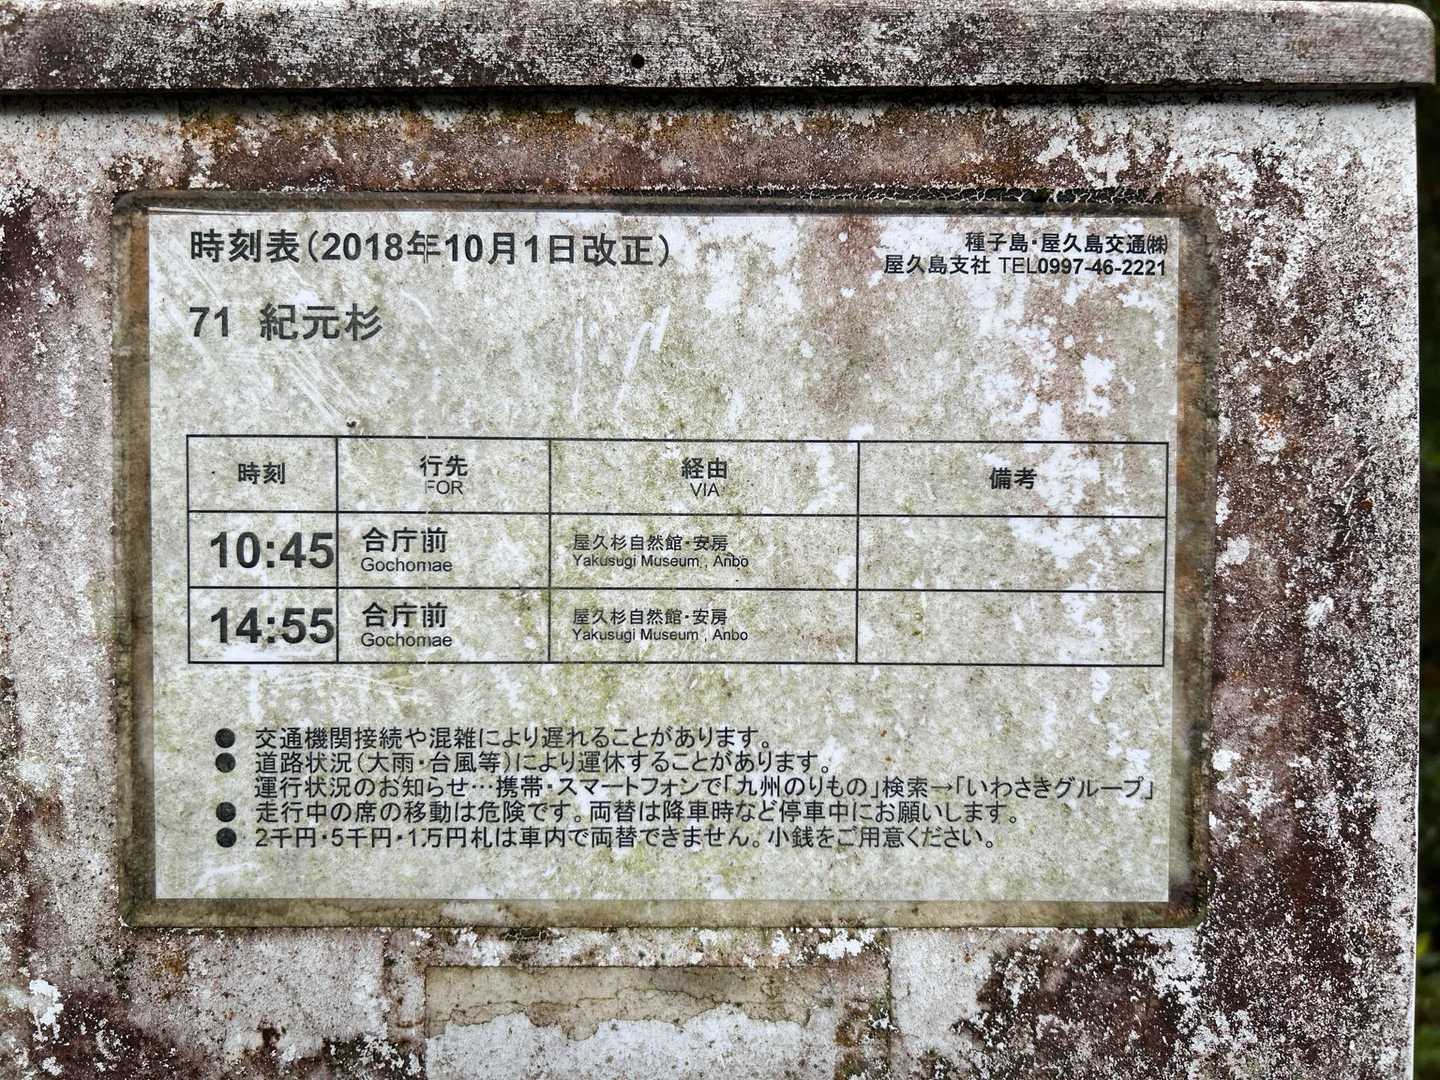 時刻表(2018年10月1日改正)
種子島・屋久島交通㈱
屋久島支社 TEL0997-46-2221
71 紀元杉
時刻 行先 経由 備考
FOR VIA
10:45 合庁前 屋久杉自然館・安房
Gochomae Yakusugi Museum , Anbo
14:55 合庁前 屋久杉自然館・安房
Gochomae Yakusugi Museum , Anbo
● 交通機関接続や混雑により遅れることがあります。
● 道路状況(大雨・台風等)により運休することがあります。
運行状況のお知らせ…携帯・スマートフォンで「九州のりもの」検索→「いわさきグループ」
● 走行中の席の移動は危険です。両替は降車時など停車中にお願いします。
● 2千円・5千円・1万円札は車内で両替できません。小銭をご用意ください。